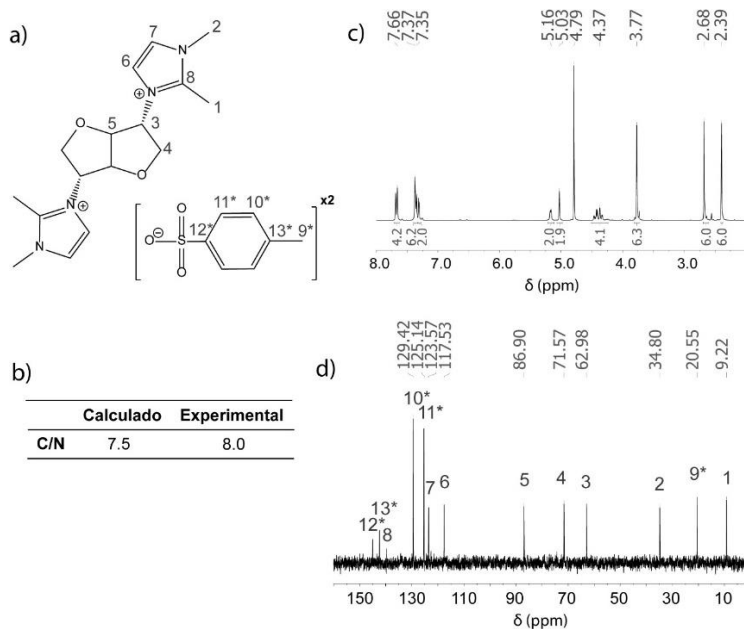 a)
7
N
2
6
8
N
⊕
1
O
5
3
4
O
N
⊕
N
11*
10*
x2
O
O⊖
S
12*
13*
9*
O
b)
Calculado Experimental
C/N 7.5 8.0
c)
7.66
7.37
7.35
5.16
5.03
4.79
4.37
3.77
2.68
2.39
4.2
6.2
2.0
2.0
1.9
4.1
6.3
6.0
6.0
8.0 7.0 6.0 5.0 4.0 3.0 2.0
δ (ppm)
d)
129.42
125.14
123.57
117.53
86.90
71.57
62.98
34.80
20.55
9.22
10*
11*
12*
13*
8
7
6
5
4
3
2
9*
1
150 130 110 90 70 50 30 10
δ (ppm)